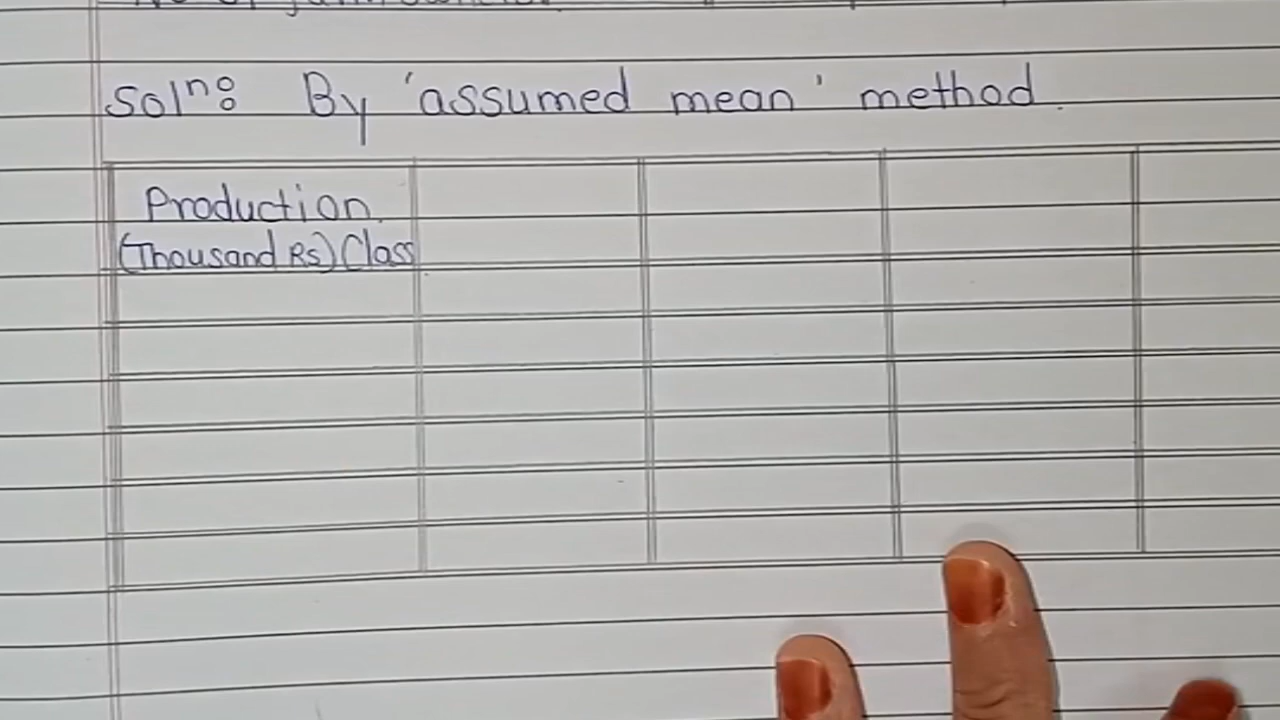 Solⁿ: By 'assumed mean' method.
Production.
(Thousand Rs) Class